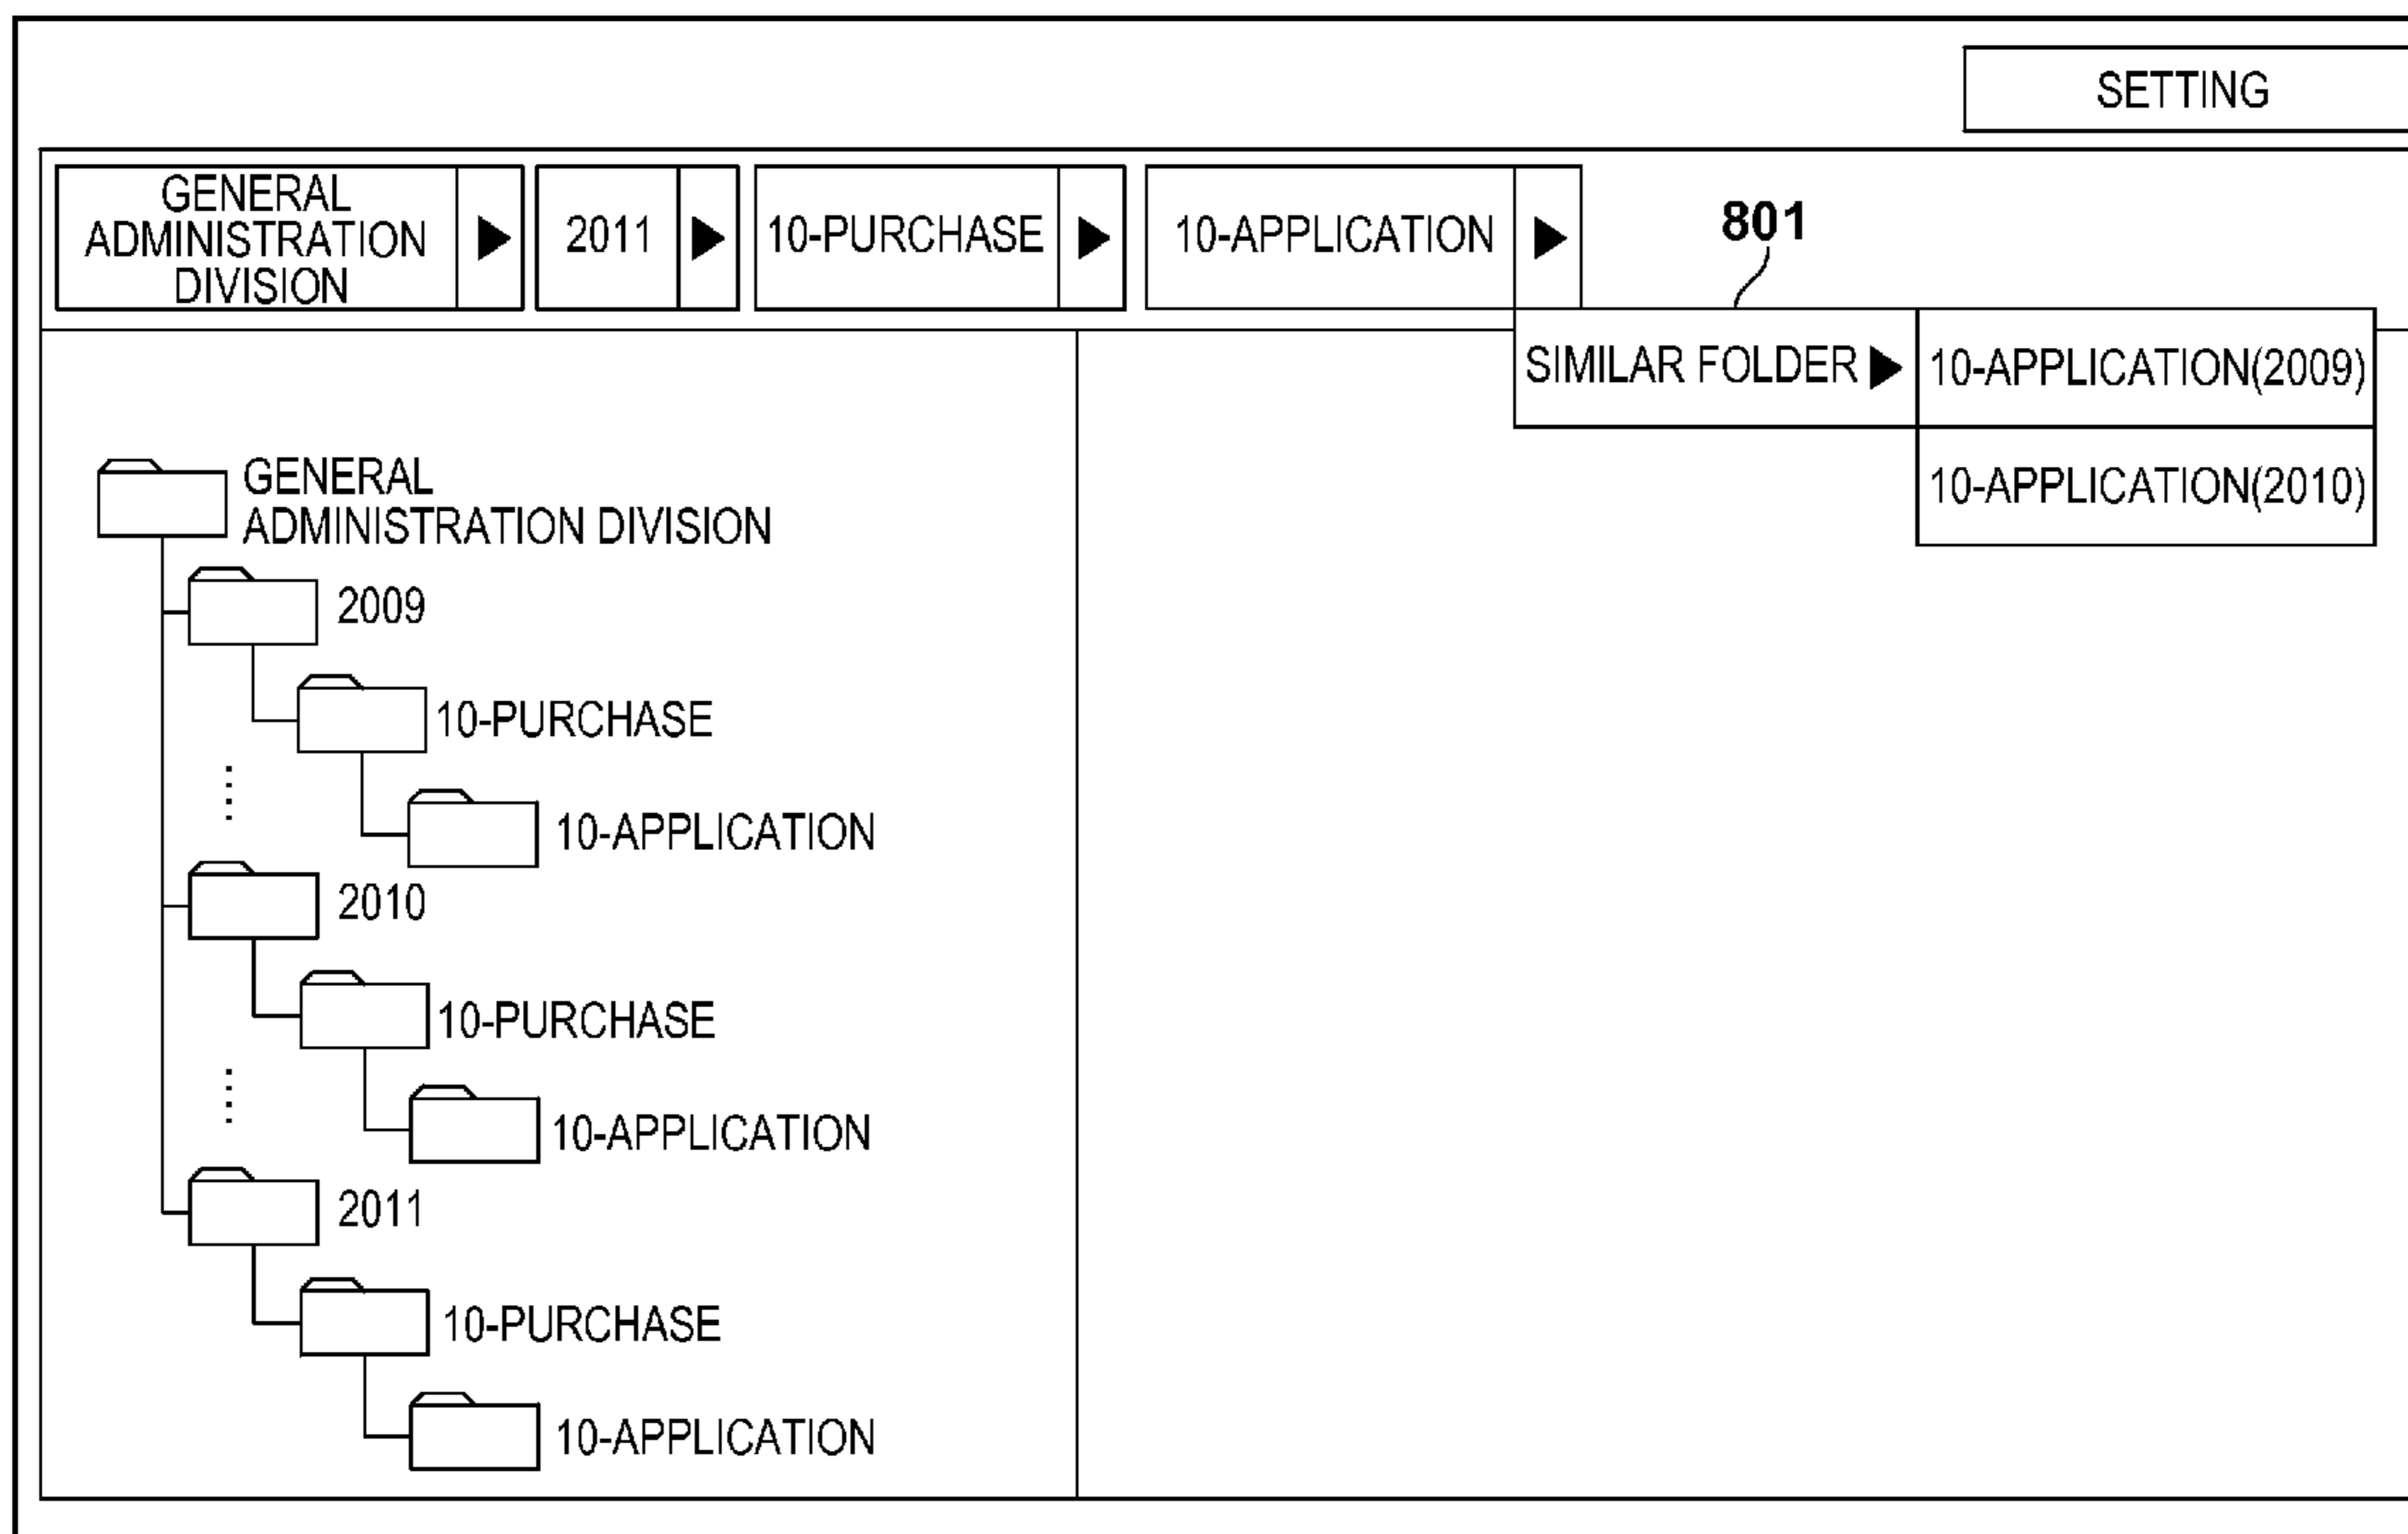 SETTING
GENERAL
ADMINISTRATION
DIVISION
2011
10-PURCHASE
10-APPLICATION
801
SIMILAR FOLDER
10-APPLICATION(2009)
10-APPLICATION(2010)
GENERAL
ADMINISTRATION DIVISION
2009
10-PURCHASE
10-APPLICATION
2010
10-PURCHASE
10-APPLICATION
2011
10-PURCHASE
10-APPLICATION